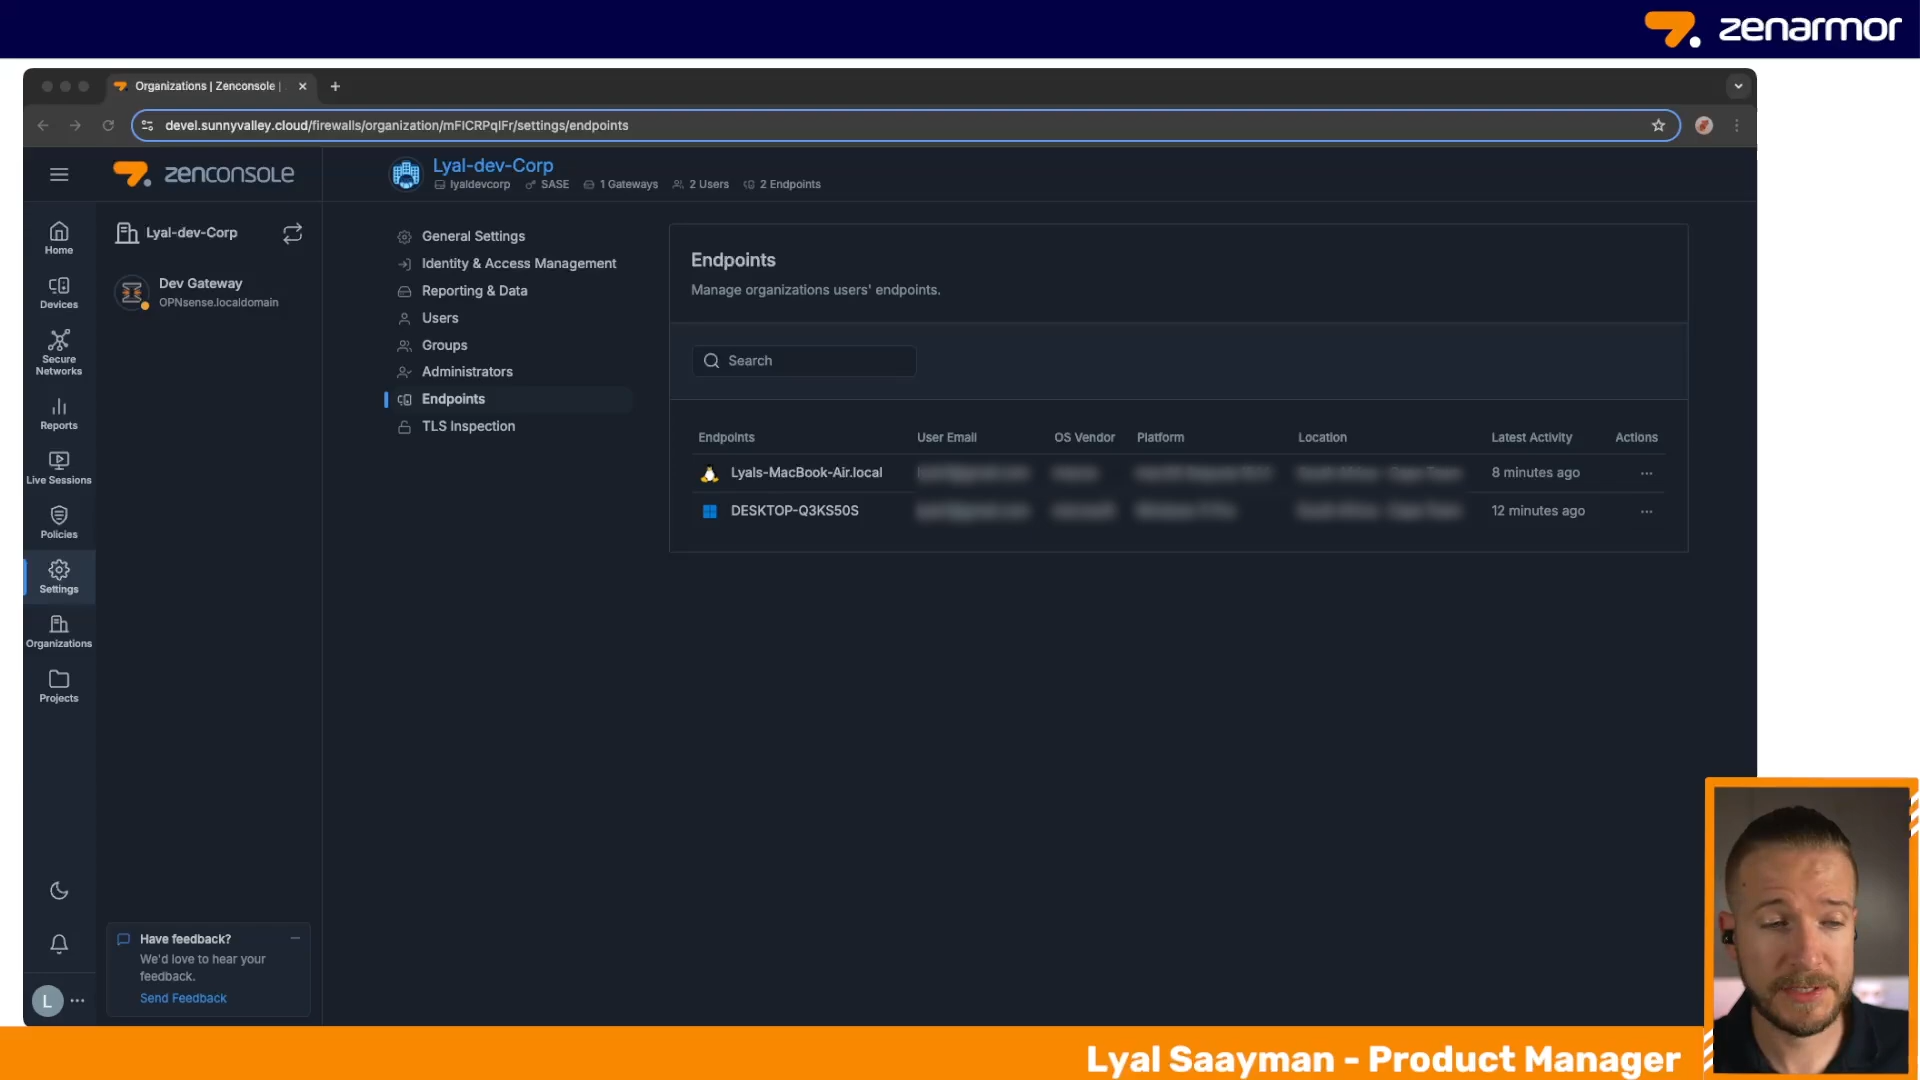 zenarmor
Organizations | Zenconsole |
devel.sunnyvalley.cloud/firewalls/organization/mFICRPqIFr/settings/endpoints
zenconsole
Lyal-dev-Corp
lyaldevcorp
SASE
1 Gateways
2 Users
2 Endpoints
Home
Devices
Secure
Networks
Reports
Live Sessions
Policies
Settings
Organizations
Projects
L
Lyal-dev-Corp
Dev Gateway
OPNsense.localdomain
Have feedback?
We'd love to hear your
feedback.
Send Feedback
General Settings
Identity & Access Management
Reporting & Data
Users
Groups
Administrators
Endpoints
TLS Inspection
Endpoints
Manage organizations users' endpoints.
Search
Endpoints User Email OS Vendor Platform Location Latest Activity Actions
Lyals-MacBook-Air.local 8 minutes ago
DESKTOP-Q3KS50S 12 minutes ago
Lyal Saayman - Product Manager